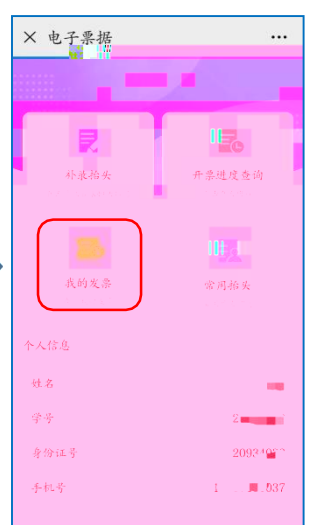 电子票据
补录抬头 开票进度查询
我的发票 常用抬头
个人信息
姓名
学号
身份证号
手机号